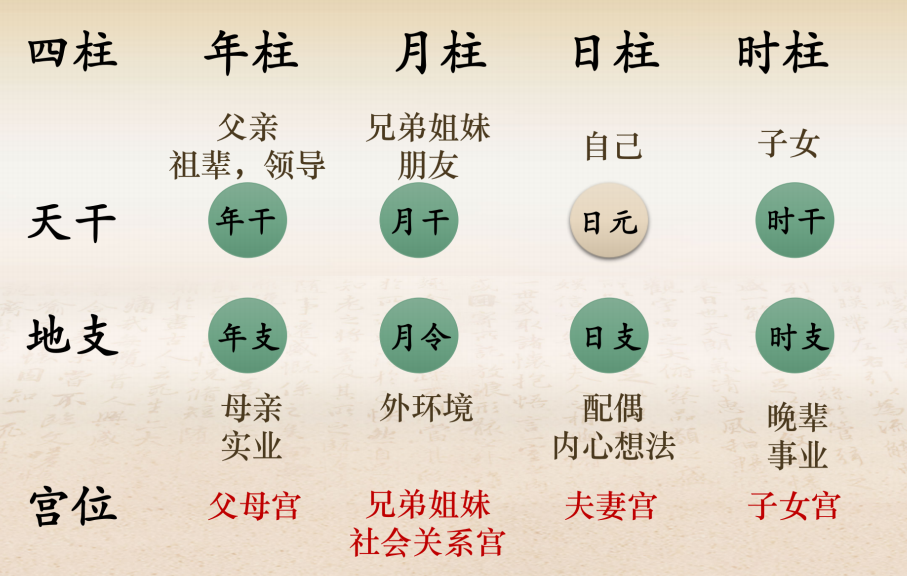 四柱 年柱 月柱 日柱 时柱
父亲 兄弟姐妹 自己 子女
祖辈，领导 朋友
天干 年干 月干 日元 时干
地支 年支 月令 日支 时支
母亲 外环境 配偶 晚辈
实业 内心想法 事业
宫位 父母宫 兄弟姐妹 夫妻宫 子女宫
社会关系宫